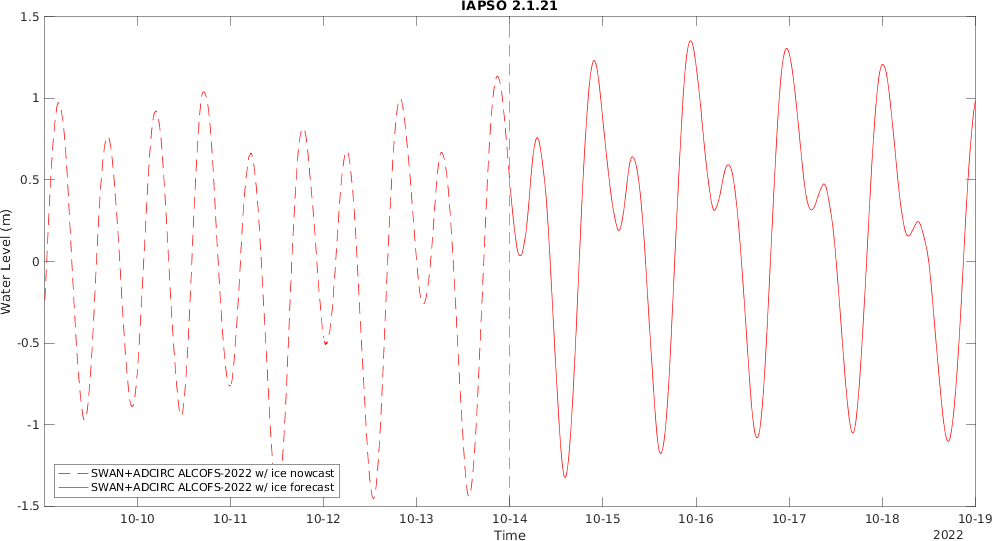 IAPSO 2.1.21
1.5
1
0.5
0
-0.5
-1
-1.5
Water Level (m)
SWAN+ADCIRC ALCOFS-2022 w/ ice nowcast
SWAN+ADCIRC ALCOFS-2022 w/ ice forecast
10-10 10-11 10-12 10-13 10-14 10-15 10-16 10-17 10-18 10-19
Time
2022